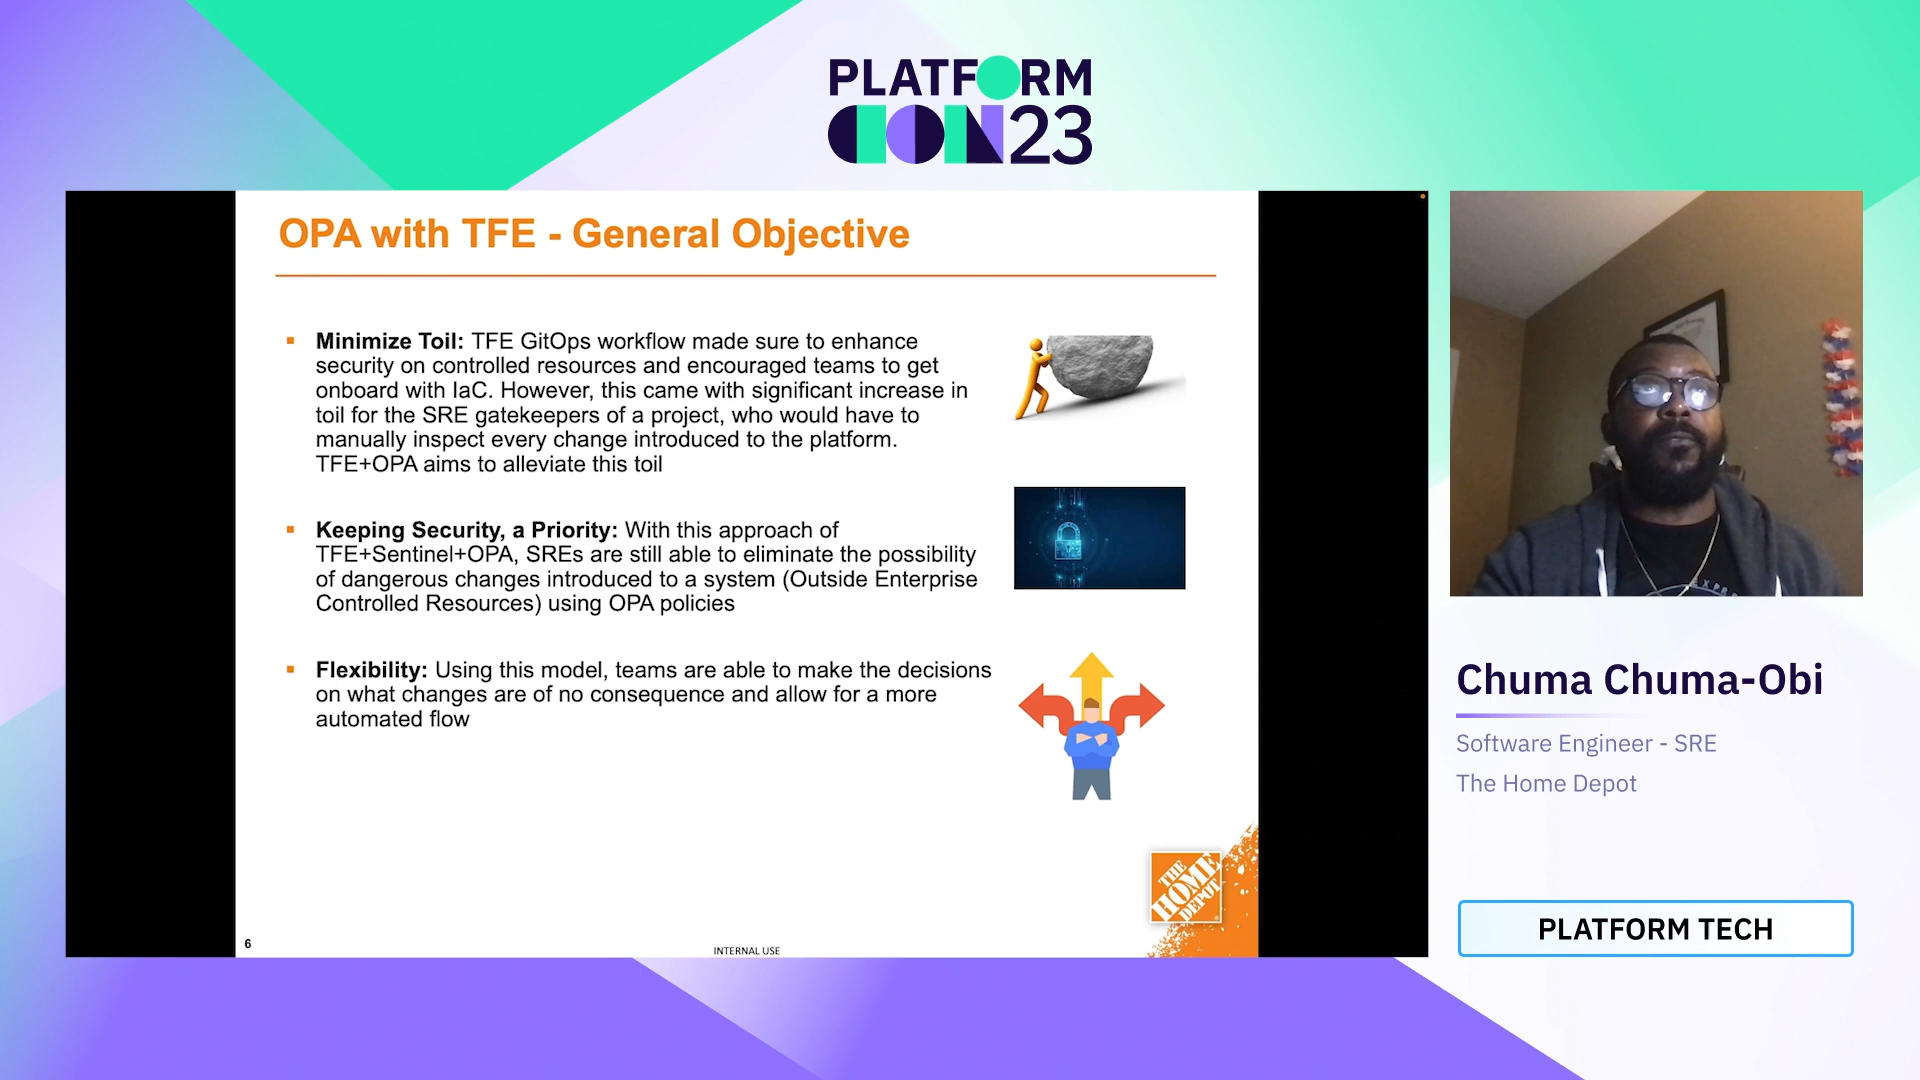 PLATFORM
CON23
OPA with TFE - General Objective
▪ Minimize Toil: TFE GitOps workflow made sure to enhance
security on controlled resources and encouraged teams to get
onboard with IaC. However, this came with significant increase in
toil for the SRE gatekeepers of a project, who would have to
manually inspect every change introduced to the platform.
TFE+OPA aims to alleviate this toil
▪ Keeping Security, a Priority: With this approach of
TFE+Sentinel+OPA, SREs are still able to eliminate the possibility
of dangerous changes introduced to a system (Outside Enterprise
Controlled Resources) using OPA policies
▪ Flexibility: Using this model, teams are able to make the decisions
on what changes are of no consequence and allow for a more
automated flow
THE
HOME
DEPOT
6
INTERNAL USE
Chuma Chuma-Obi
Software Engineer - SRE
The Home Depot
PLATFORM TECH